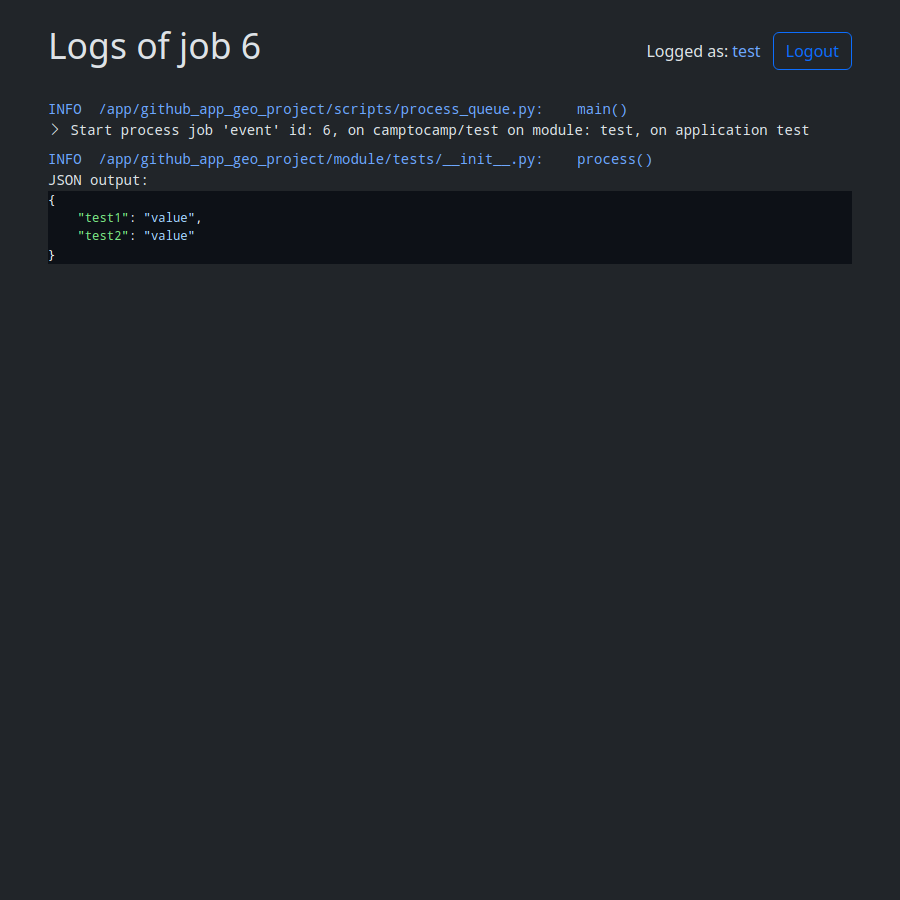 Logs of job 6
Logged as: test Logout
INFO  /app/github_app_geo_project/scripts/process_queue.py:    main()
> Start process job 'event' id: 6, on camptocamp/test on module: test, on application test
INFO  /app/github_app_geo_project/module/tests/__init__.py:    process()
JSON output:
{
    "test1": "value",
    "test2": "value"
}